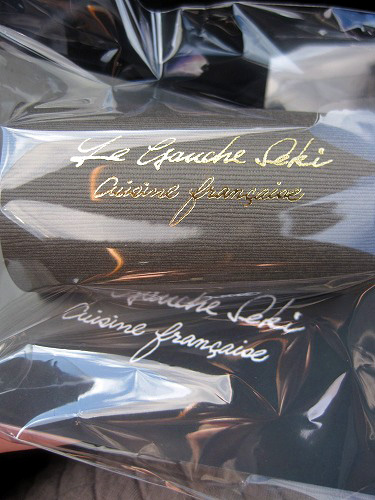 Le Gauche Seki
Cuisine française
Gauche Seki
Cuisine française